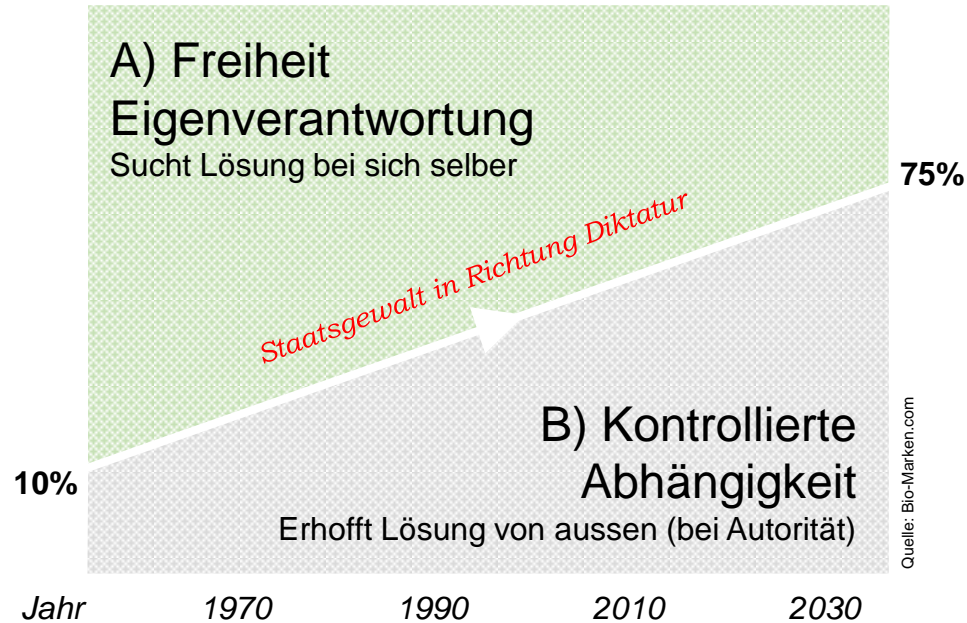 A) Freiheit
Eigenverantwortung
Sucht Lösung bei sich selber
75%
Staatsgewalt in Richtung Diktatur
B) Kontrollierte
Abhängigkeit
Erhofft Lösung von aussen (bei Autorität)
10%
Quelle: Bio-Marken.com
Jahr 1970 1990 2010 2030